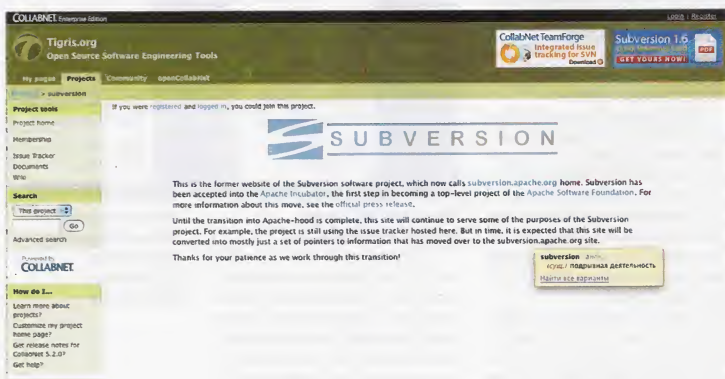 COLLABNET. Enterprise Edition
Login | Register
Tigris.org
Open Source Software Engineering Tools
CollabNet TeamForge
Integrated Issue
tracking for SVN
Download
Subversion 1.6
PDF
GET YOURS NOW!
My pages Projects Community openCollabNet
> subversion
Project tools
Project home
Membership
Issue Tracker
Documents
Wiki
Search
This project
Go
Advanced search
Powered by
COLLABNET.
How do I...
Learn more about
projects?
Customize my project
home page?
Get release notes for
CollabNet 5.2.0?
Get help?
If you were registered and logged in, you could join this project.
SUBVERSION
This is the former website of the Subversion software project, which now calls subversion.apache.org home. Subversion has
been accepted into the Apache Incubator, the first step in becoming a top-level project of the Apache Software Foundation. For
more information about this move, see the official press release.
Until the transition into Apache-hood is complete, this site will continue to serve some of the purposes of the Subversion
project. For example, the project is still using the issue tracker hosted here. But in time, it is expected that this site will be
converted into mostly just a set of pointers to information that has moved over to the subversion.apache.org site.
Thanks for your patience as we work through this transition!
subversion
(сущ.) подрывная деятельность
Найти все варианты